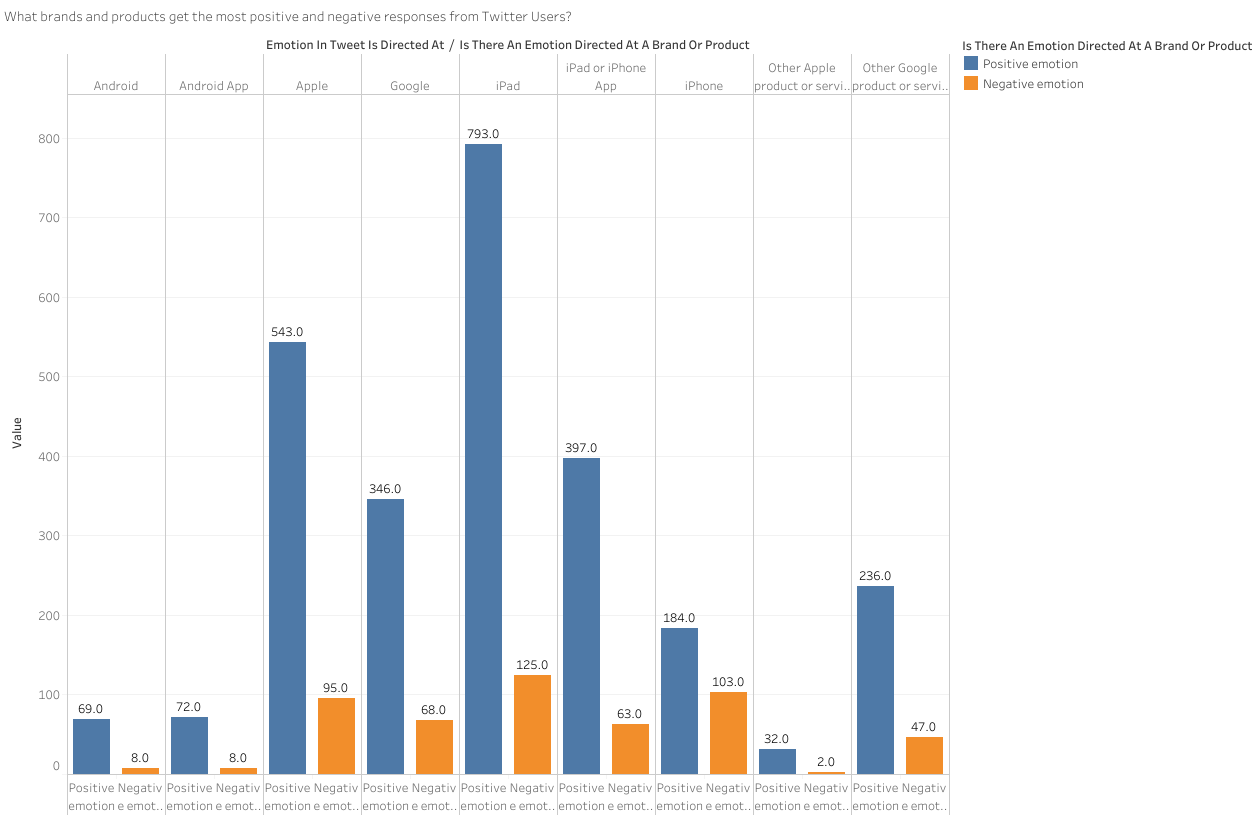 What brands and products get the most positive and negative responses from Twitter Users?
Emotion In Tweet Is Directed At / Is There An Emotion Directed At A Brand Or Product
Is There An Emotion Directed At A Brand Or Product
Positive emotion
Negative emotion
Android
Android App
Apple
Google
iPad
iPad or iPhone
App
iPhone
Other Apple
product or servi..
Other Google
product or servi..
Value
800
700
600
500
400
300
200
100
0
69.0
8.0
72.0
8.0
543.0
95.0
346.0
68.0
793.0
125.0
397.0
63.0
184.0
103.0
32.0
2.0
236.0
47.0
Positive
emotion
Negativ
e emot..
Positive
emotion
Negativ
e emot..
Positive
emotion
Negativ
e emot..
Positive
emotion
Negativ
e emot..
Positive
emotion
Negativ
e emot..
Positive
emotion
Negativ
e emot..
Positive
emotion
Negativ
e emot..
Positive
emotion
Negativ
e emot..
Positive
emotion
Negativ
e emot..